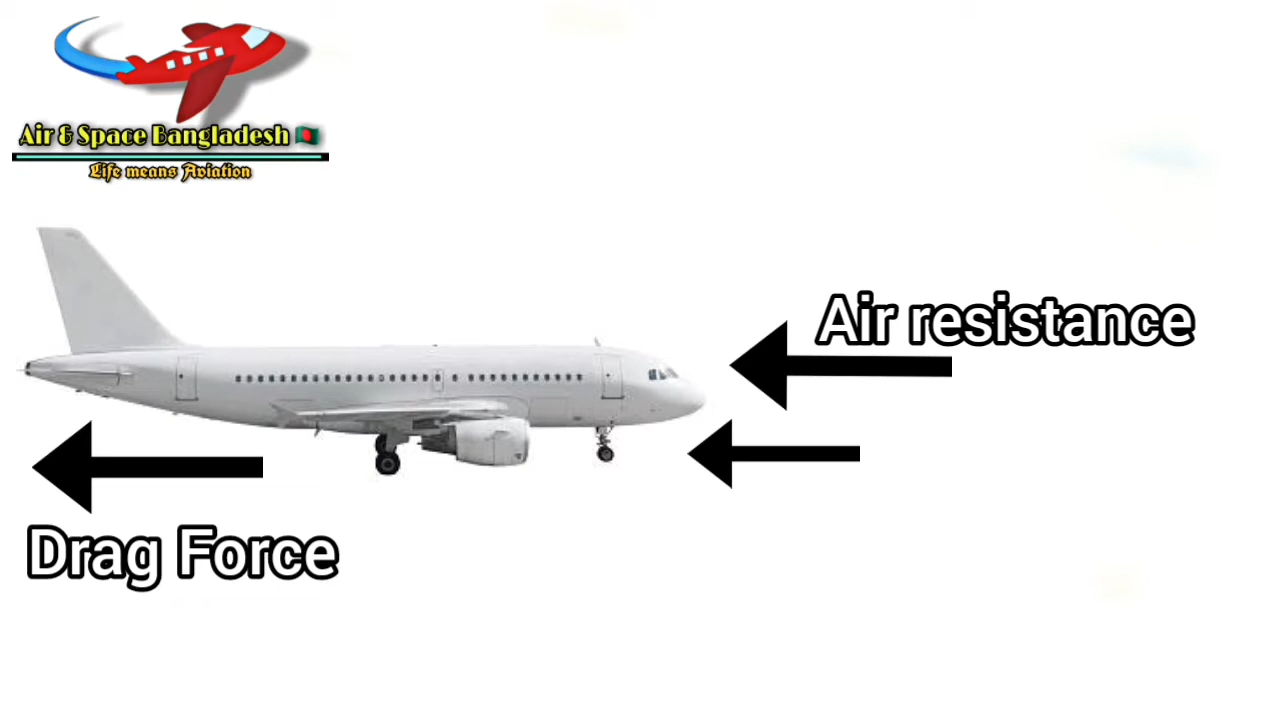 Air & Space Bangladesh 🇧🇩
Life means Aviation
Air resistance
Drag Force